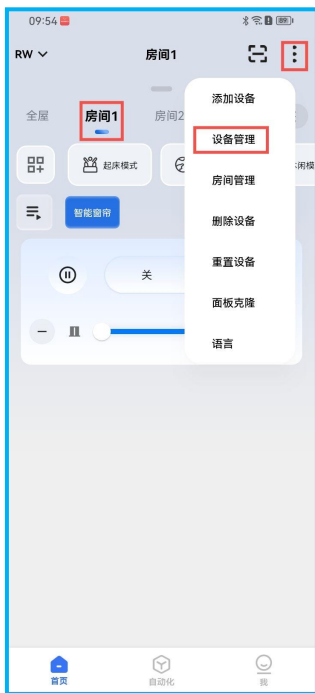 09:54
RW
房间1
添加设备
全屋
房间1
房间2
设备管理
起床模式
闲模
房间管理
智能窗帘
删除设备
关
重置设备
面板克隆
语言
首页
自动化
我